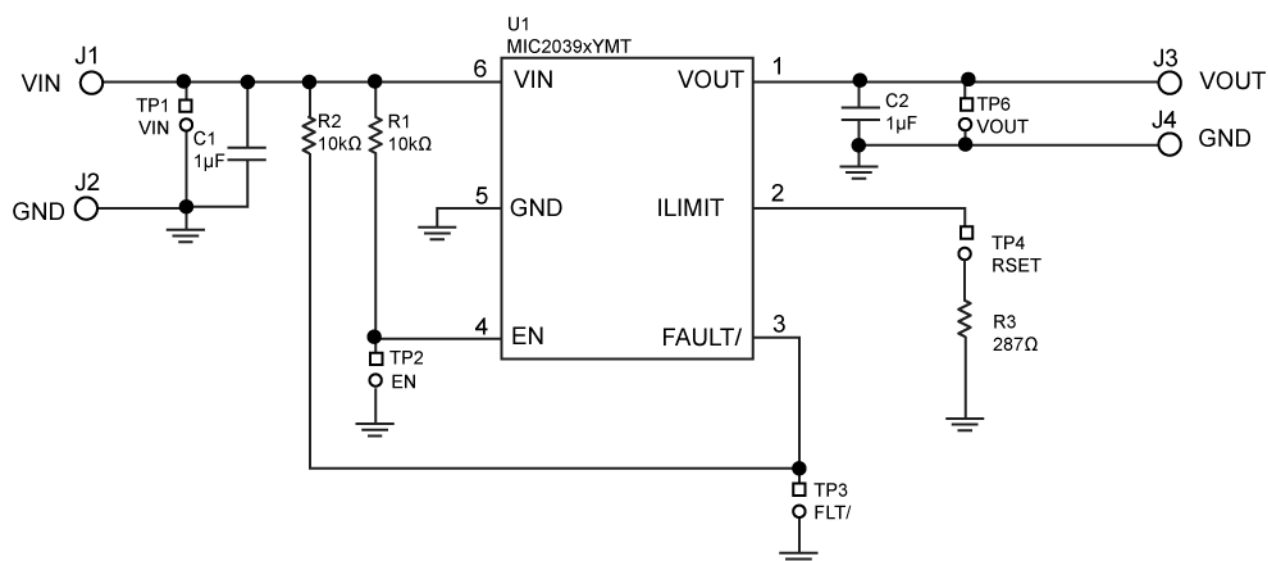 U1
MIC2039xYMT
J1
VIN
6
VIN
VOUT
1
J3
VOUT
TP1
VIN
C1
1μF
R2
10kΩ
R1
10kΩ
C2
1μF
TP6
VOUT
J4
GND
J2
GND
5
GND
ILIMIT
2
TP4
RSET
R3
287Ω
4
EN
FAULT/
3
TP2
EN
TP3
FLT/